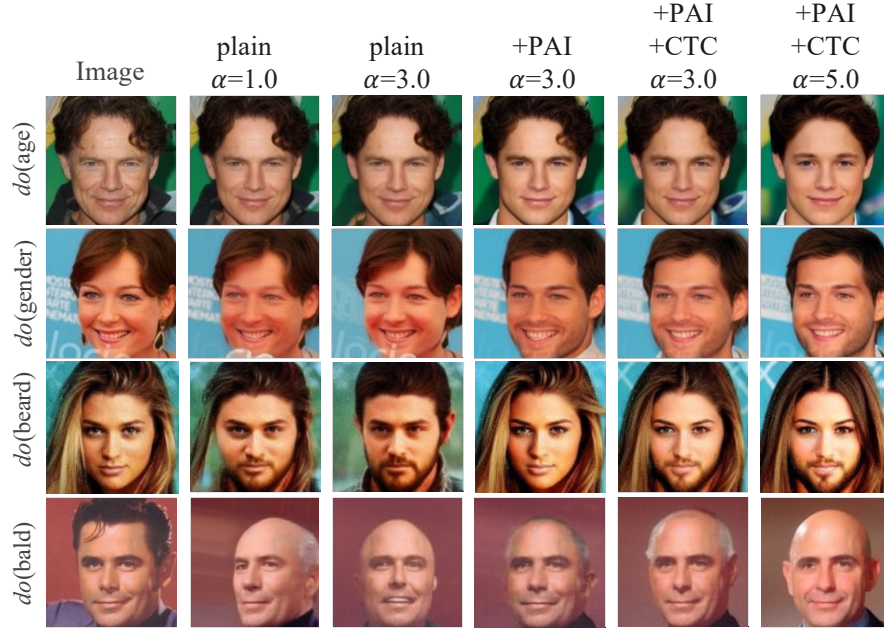 Image
plain
α=1.0
plain
α=3.0
+PAI
α=3.0
+PAI
+CTC
α=3.0
+PAI
+CTC
α=5.0
do(age)
do(gender)
do(beard)
do(bald)